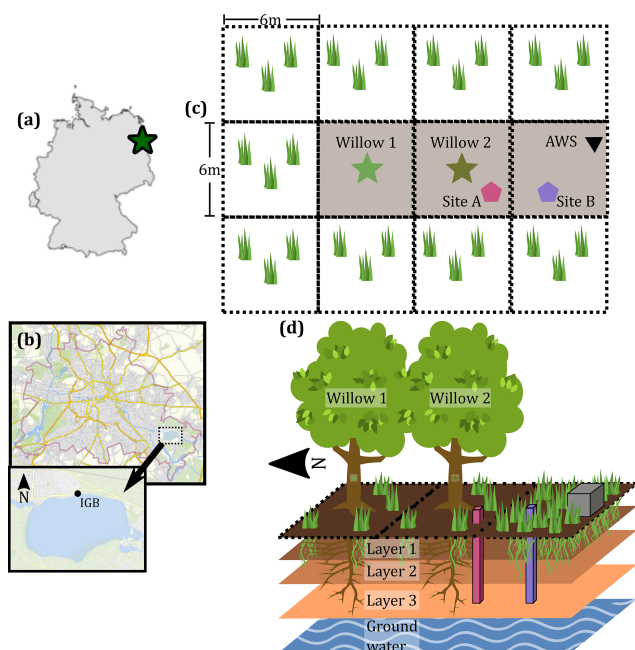 6m
(a)
(c)
6m
Willow 1
Willow 2
AWS
Site A
Site B
(b)
N
IGB
(d)
Willow 1
Willow 2
N
Layer 1
Layer 2
Layer 3
Ground
water